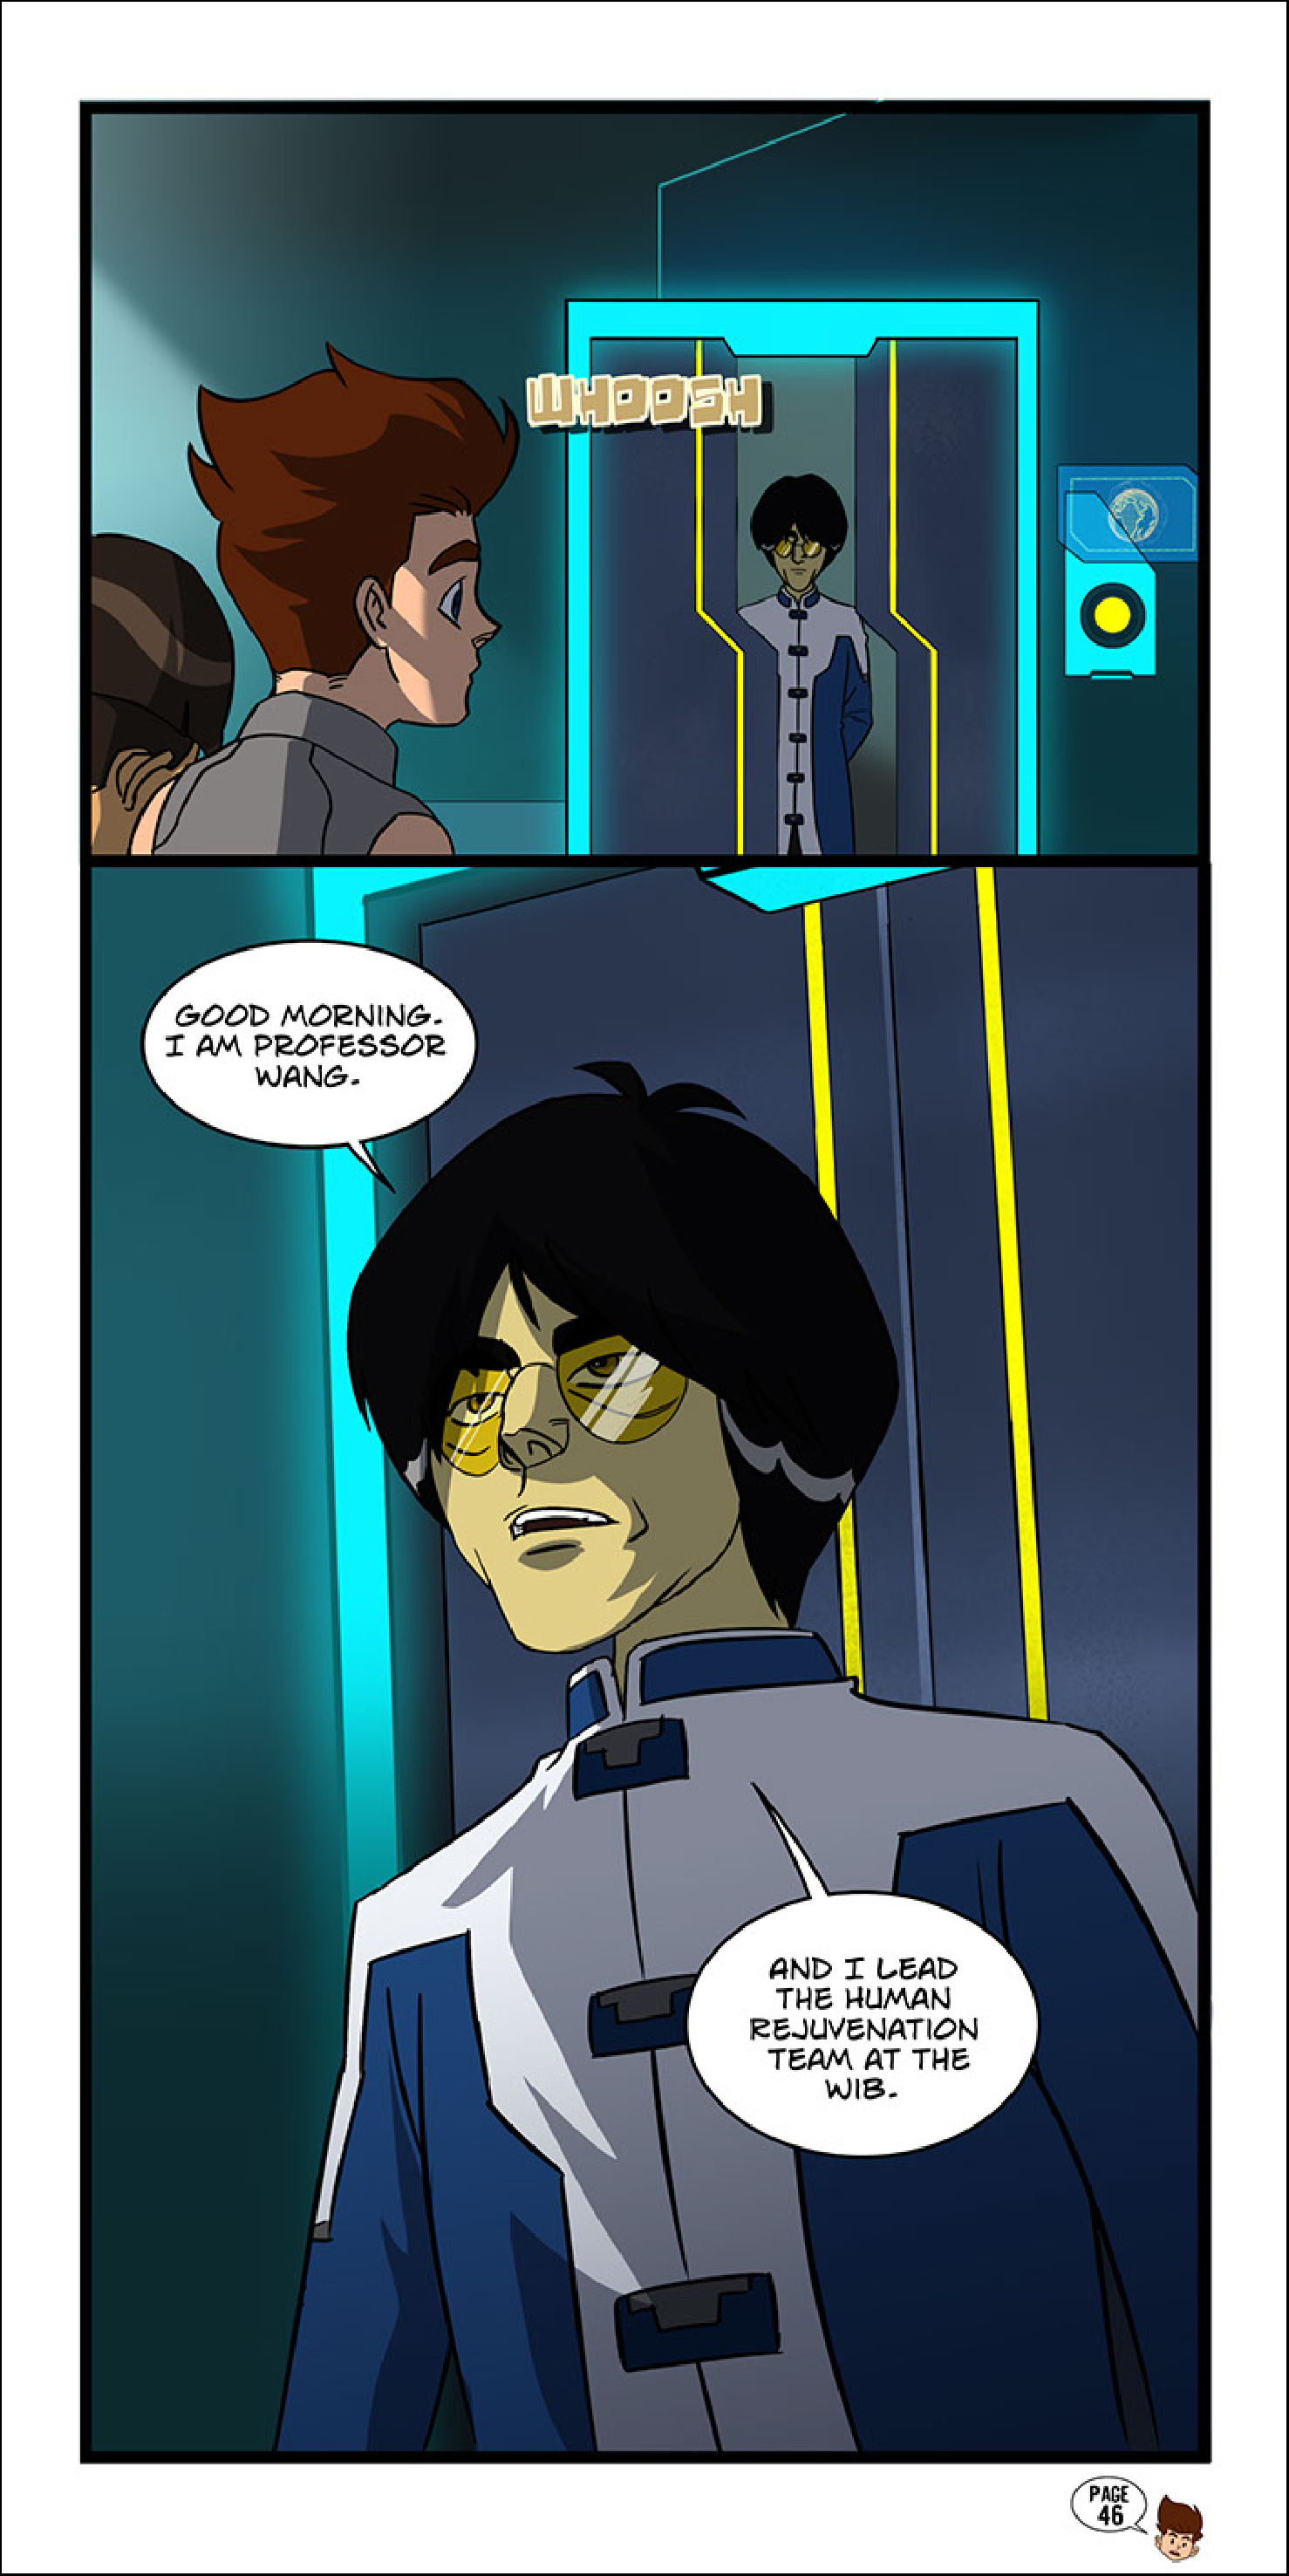 WHOOSH
GOOD MORNING.
I AM PROFESSOR
WANG.
AND I LEAD
THE HUMAN
REJUVENATION
TEAM AT THE
WIB.
PAGE
46